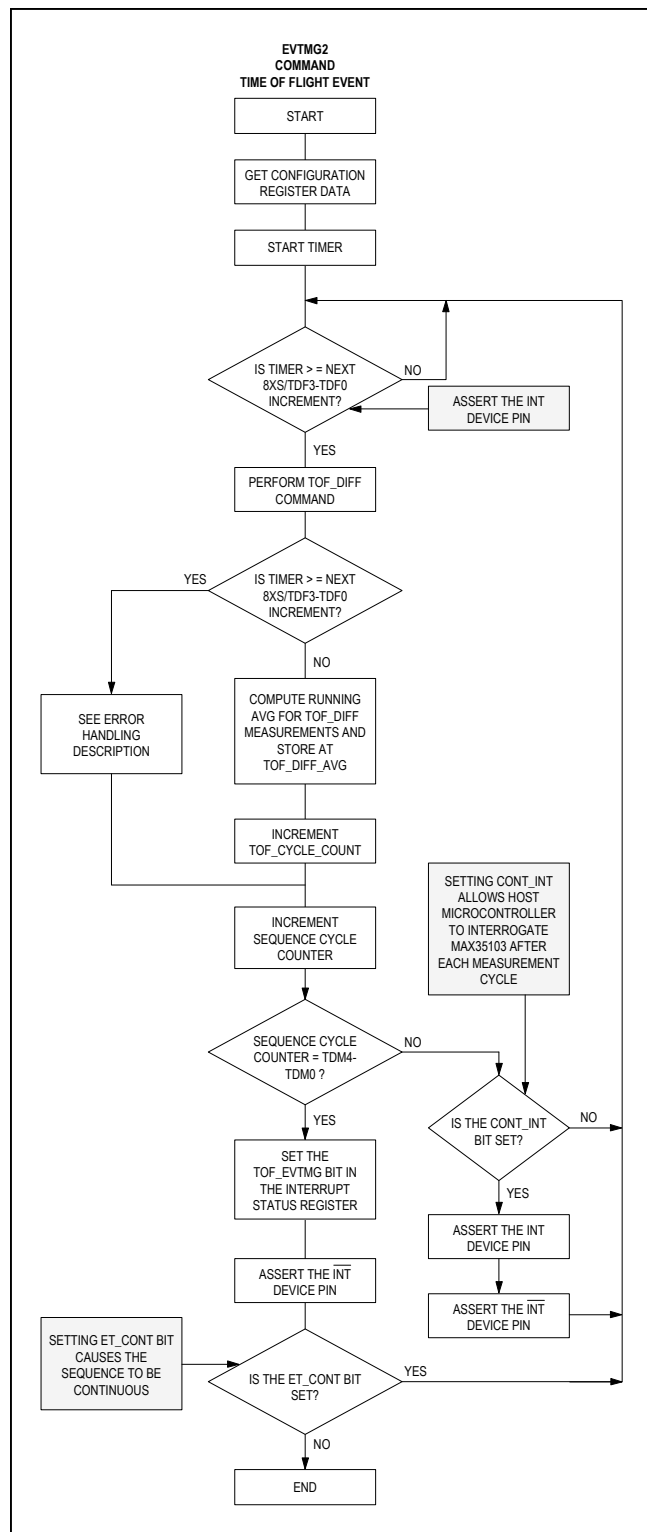 EVTMG2
COMMAND
TIME OF FLIGHT EVENT
START
GET CONFIGURATION
REGISTER DATA
START TIMER
IS TIMER > = NEXT
8XS/TDF3-TDF0
INCREMENT?
NO
ASSERT THE INT
DEVICE PIN
YES
PERFORM TOF_DIFF
COMMAND
IS TIMER > = NEXT
8XS/TDF3-TDF0
INCREMENT?
YES
NO
SEE ERROR
HANDLING
DESCRIPTION
COMPUTE RUNNING
AVG FOR TOF_DIFF
MEASUREMENTS AND
STORE AT
TOF_DIFF_AVG
INCREMENT
TOF_CYCLE_COUNT
SETTING CONT_INT
ALLOWS HOST
MICROCONTROLLER
TO INTERROGATE
MAX35103 AFTER
EACH MEASUREMENT
CYCLE
INCREMENT
SEQUENCE CYCLE
COUNTER
SEQUENCE CYCLE
COUNTER = TDM4-
TDM0 ?
NO
YES
IS THE CONT_INT
BIT SET?
NO
YES
SET THE
TOF_EVTMG BIT IN
THE INTERRUPT
STATUS REGISTER
ASSERT THE INT
DEVICE PIN
ASSERT THE INT
DEVICE PIN
ASSERT THE INT
DEVICE PIN
SETTING ET_CONT BIT
CAUSES THE
SEQUENCE TO BE
CONTINUOUS
IS THE ET_CONT BIT
SET?
YES
NO
END